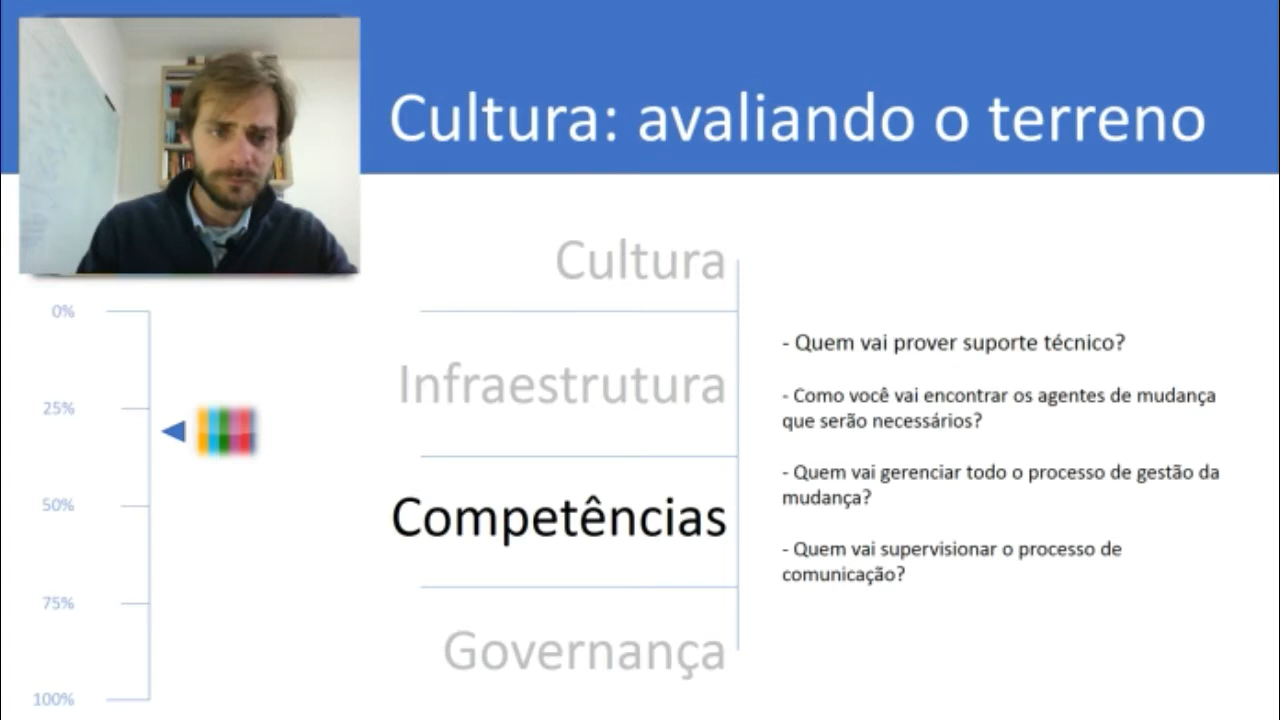 Cultura: avaliando o terreno
Cultura
Infraestrutura
Competências
Governança
0%
25%
50%
75%
100%
- Quem vai prover suporte técnico?
- Como você vai encontrar os agentes de mudança
que serão necessários?
- Quem vai gerenciar todo o processo de gestão da
mudança?
- Quem vai supervisionar o processo de
comunicação?